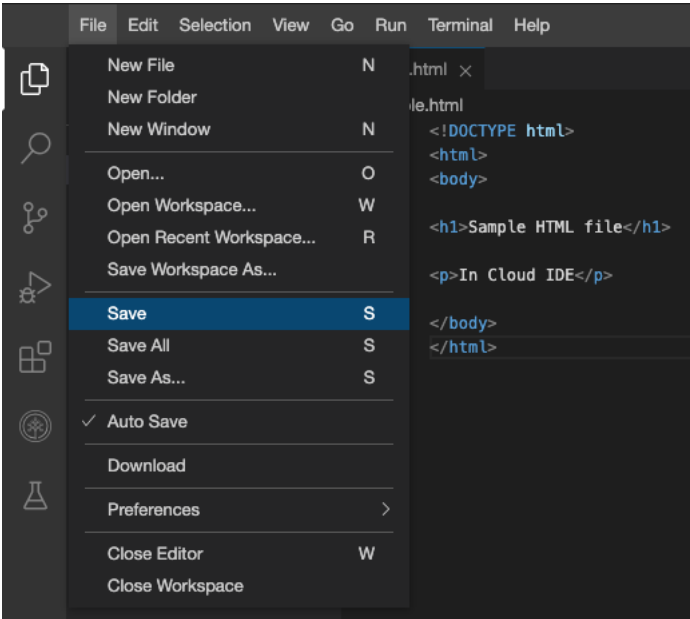 File Edit Selection View Go Run Terminal Help
New File N
New Folder
New Window N
Open... O
Open Workspace... W
Open Recent Workspace... R
Save Workspace As...
Save S
Save All S
Save As... S
✓ Auto Save
Download
Preferences >
Close Editor W
Close Workspace
.html ×
le.html
<!DOCTYPE html>
<html>
<body>
<h1>Sample HTML file</h1>
<p>In Cloud IDE</p>
</body>
</html>